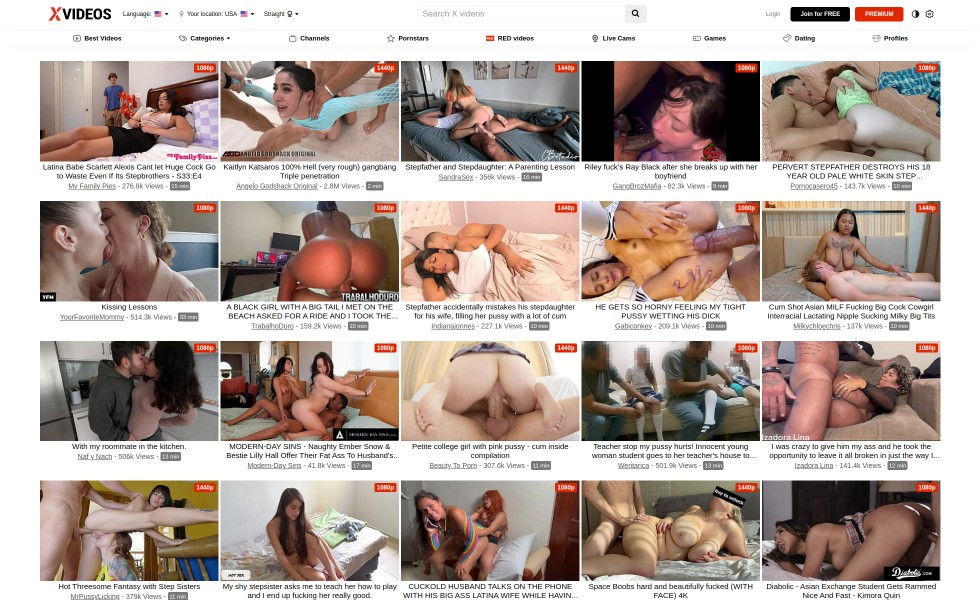 XVIDEOS
Language:
Your location: USA
Straight
Search X videos
Login
Join for FREE
PREMIUM
Best Videos
Categories
Channels
Pornstars
RED videos
Live Cams
Games
Dating
Profiles
1080p
Latina Babe Scarlett Alexis Cant let Huge Cock Go
to Waste Even If Its Stepbrothers - S33:E4
My Family Pies - 276.8k Views - 15 min
1440p
Kaitlyn Katsaros 100% Hell (very rough) gangbang
Triple penetration
Angelo Godshack Original - 2.8M Views - 2 min
1440p
Stepfather and Stepdaughter: A Parenting Lesson
SandraSex - 356k Views - 16 min
1080p
Riley fuck's Ray Black after she breaks up with her
boyfriend
GangBrozMafia - 82.3k Views - 9 min
1080p
PERVERT STEPFATHER DESTROYS HIS 18
YEAR OLD PALE WHITE SKIN STEP...
Pornocasero45 - 143.7k Views - 10 min
1080p
YFM
Kissing Lessons
YourFavoriteMommy - 514.3k Views - 33 min
1080p
TRABALHODURO
A BLACK GIRL WITH A BIG TAIL I MET ON THE
BEACH ASKED FOR A RIDE AND I TOOK THE...
TrabalhoDuro - 159.2k Views - 10 min
1440p
Stepfather accidentally mistakes his stepdaughter
for his wife, filling her pussy with a lot of cum
Indianajonnes - 227.1k Views - 10 min
1080p
HE GETS SO HORNY FEELING MY TIGHT
PUSSY WETTING HIS DICK
Gabiconkey - 209.1k Views - 10 min
1440p
Cum Shot Asian MILF Fucking Big Cock Cowgirl
Interracial Lactating Nipple Sucking Milky Big Tits
Milkychloechris - 137k Views - 10 min
1080p
With my roommate in the kitchen.
Naf y Nach - 506k Views - 13 min
1080p
MODERN-DAY SINS - Naughty Ember Snow &
Bestie Lilly Hall Offer Their Fat Ass To Husband's...
Modern-Day Sins - 41.8k Views - 17 min
1440p
Petite college girl with pink pussy - cum inside
compilation
Beauty To Porn - 307.6k Views - 11 min
1080p
Teacher stop my pussy hurts! Innocent young
woman student goes to her teacher's house to...
Weritarica - 501.9k Views - 13 min
1080p
Izadora Lina
I was crazy to give him my ass and he took the
opportunity to leave it all broken in just the way I...
Izadora Lina - 141.4k Views - 12 min
1440p
Hot Threesome Fantasy with Step Sisters
MrPussyLicking - 379k Views - 11 min
1080p
HOT SEX
My shy stepsister asks me to teach her how to play
and I end up fucking her really good.
1080p
CUCKOLD HUSBAND TALKS ON THE PHONE
WITH HIS BIG ASS LATINA WIFE WHILE HAVIN...
1440p
Space Boobs hard and beautifully fucked (WITH
FACE) 4K
1080p
Diabolic.COM
Diabolic - Asian Exchange Student Gets Rammed
Nice And Fast - Kimora Quin